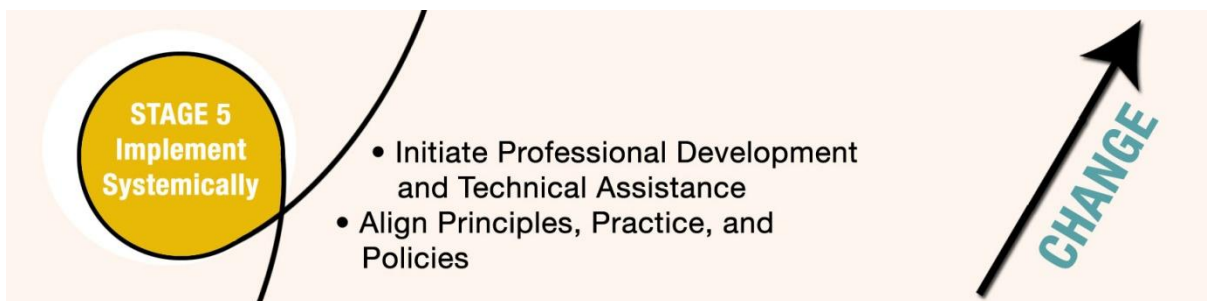 STAGE 5
Implement
Systemically
• Initiate Professional Development
and Technical Assistance
• Align Principles, Practice, and
Policies
CHANGE